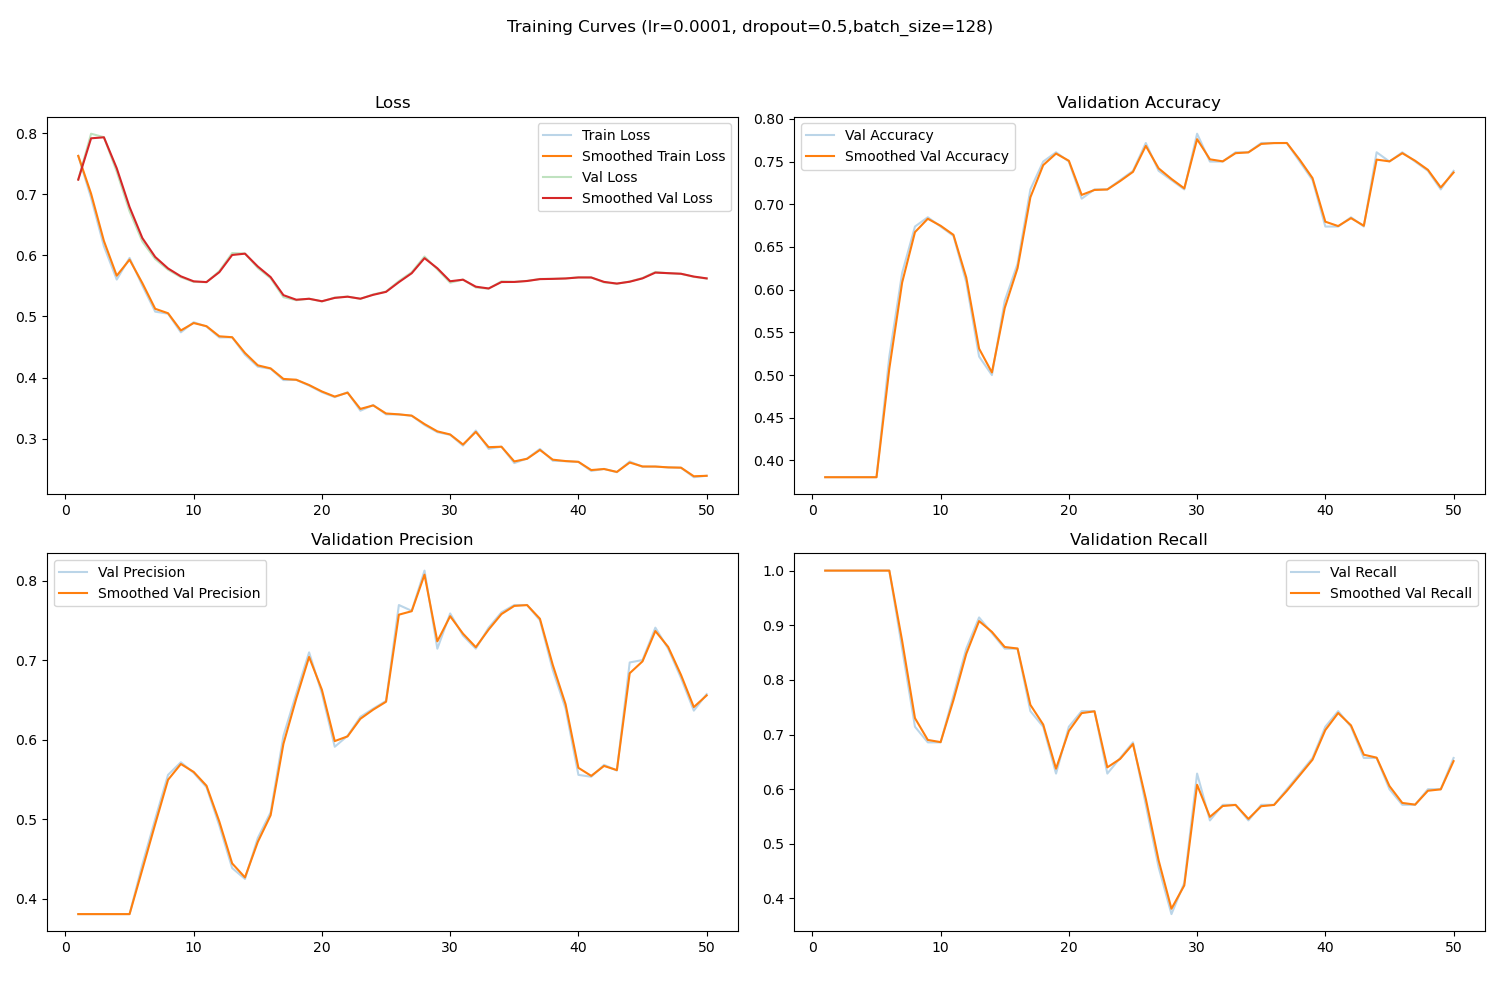 Training Curves (lr=0.0001, dropout=0.5,batch_size=128)
Loss
Train Loss
Smoothed Train Loss
Val Loss
Smoothed Val Loss
0.8
0.7
0.6
0.5
0.4
0.3
0 10 20 30 40 50
Validation Accuracy
Val Accuracy
Smoothed Val Accuracy
0.80
0.75
0.70
0.65
0.60
0.55
0.50
0.45
0.40
0 10 20 30 40 50
Validation Precision
Val Precision
Smoothed Val Precision
0.8
0.7
0.6
0.5
0.4
0 10 20 30 40 50
Validation Recall
Val Recall
Smoothed Val Recall
1.0
0.9
0.8
0.7
0.6
0.5
0.4
0 10 20 30 40 50